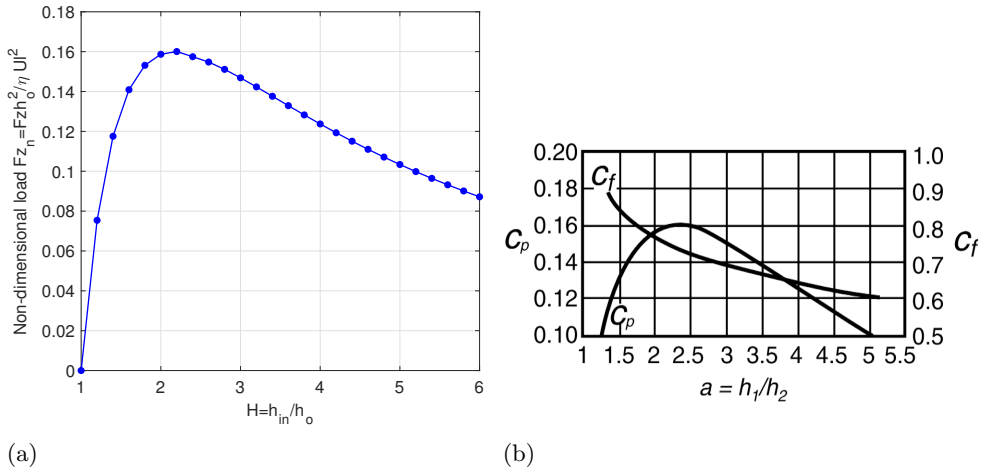 0.18
0.16
0.14
0.12
0.1
0.08
0.06
0.04
0.02
0
Non-dimensional load Fz_n=Fzh_o^2/η Ul^2
1 2 3 4 5 6
H=h_in/h_o
(a)
0.20
0.18
0.16
0.14
0.12
0.10
C_p
C_f
C_p
1.0
0.9
0.8
0.7
0.6
0.5
C_f
1 1.5 2 2.5 3 3.5 4 4.5 5 5.5
a = h_1/h_2
(b)